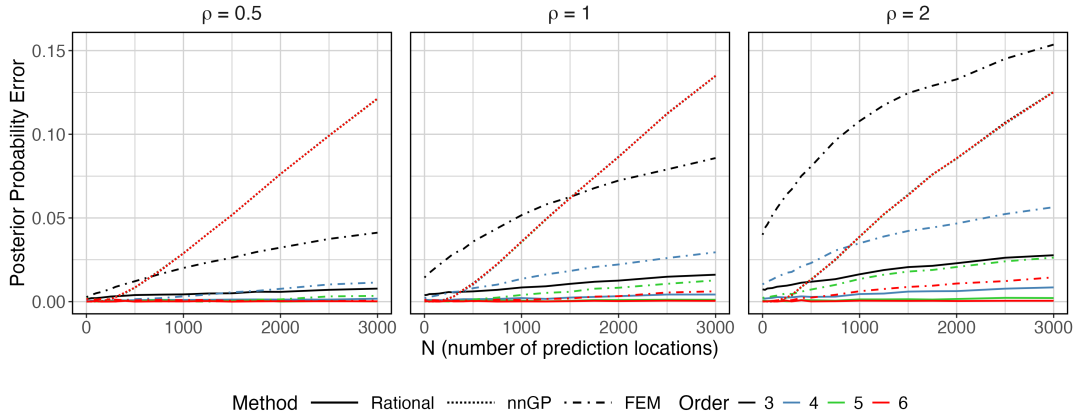 ρ = 0.5
ρ = 1
ρ = 2
Posterior Probability Error
0.15
0.10
0.05
0.00
0 1000 2000 3000
0 1000 2000 3000
0 1000 2000 3000
N (number of prediction locations)
Method Rational nnGP FEM Order 3 4 5 6